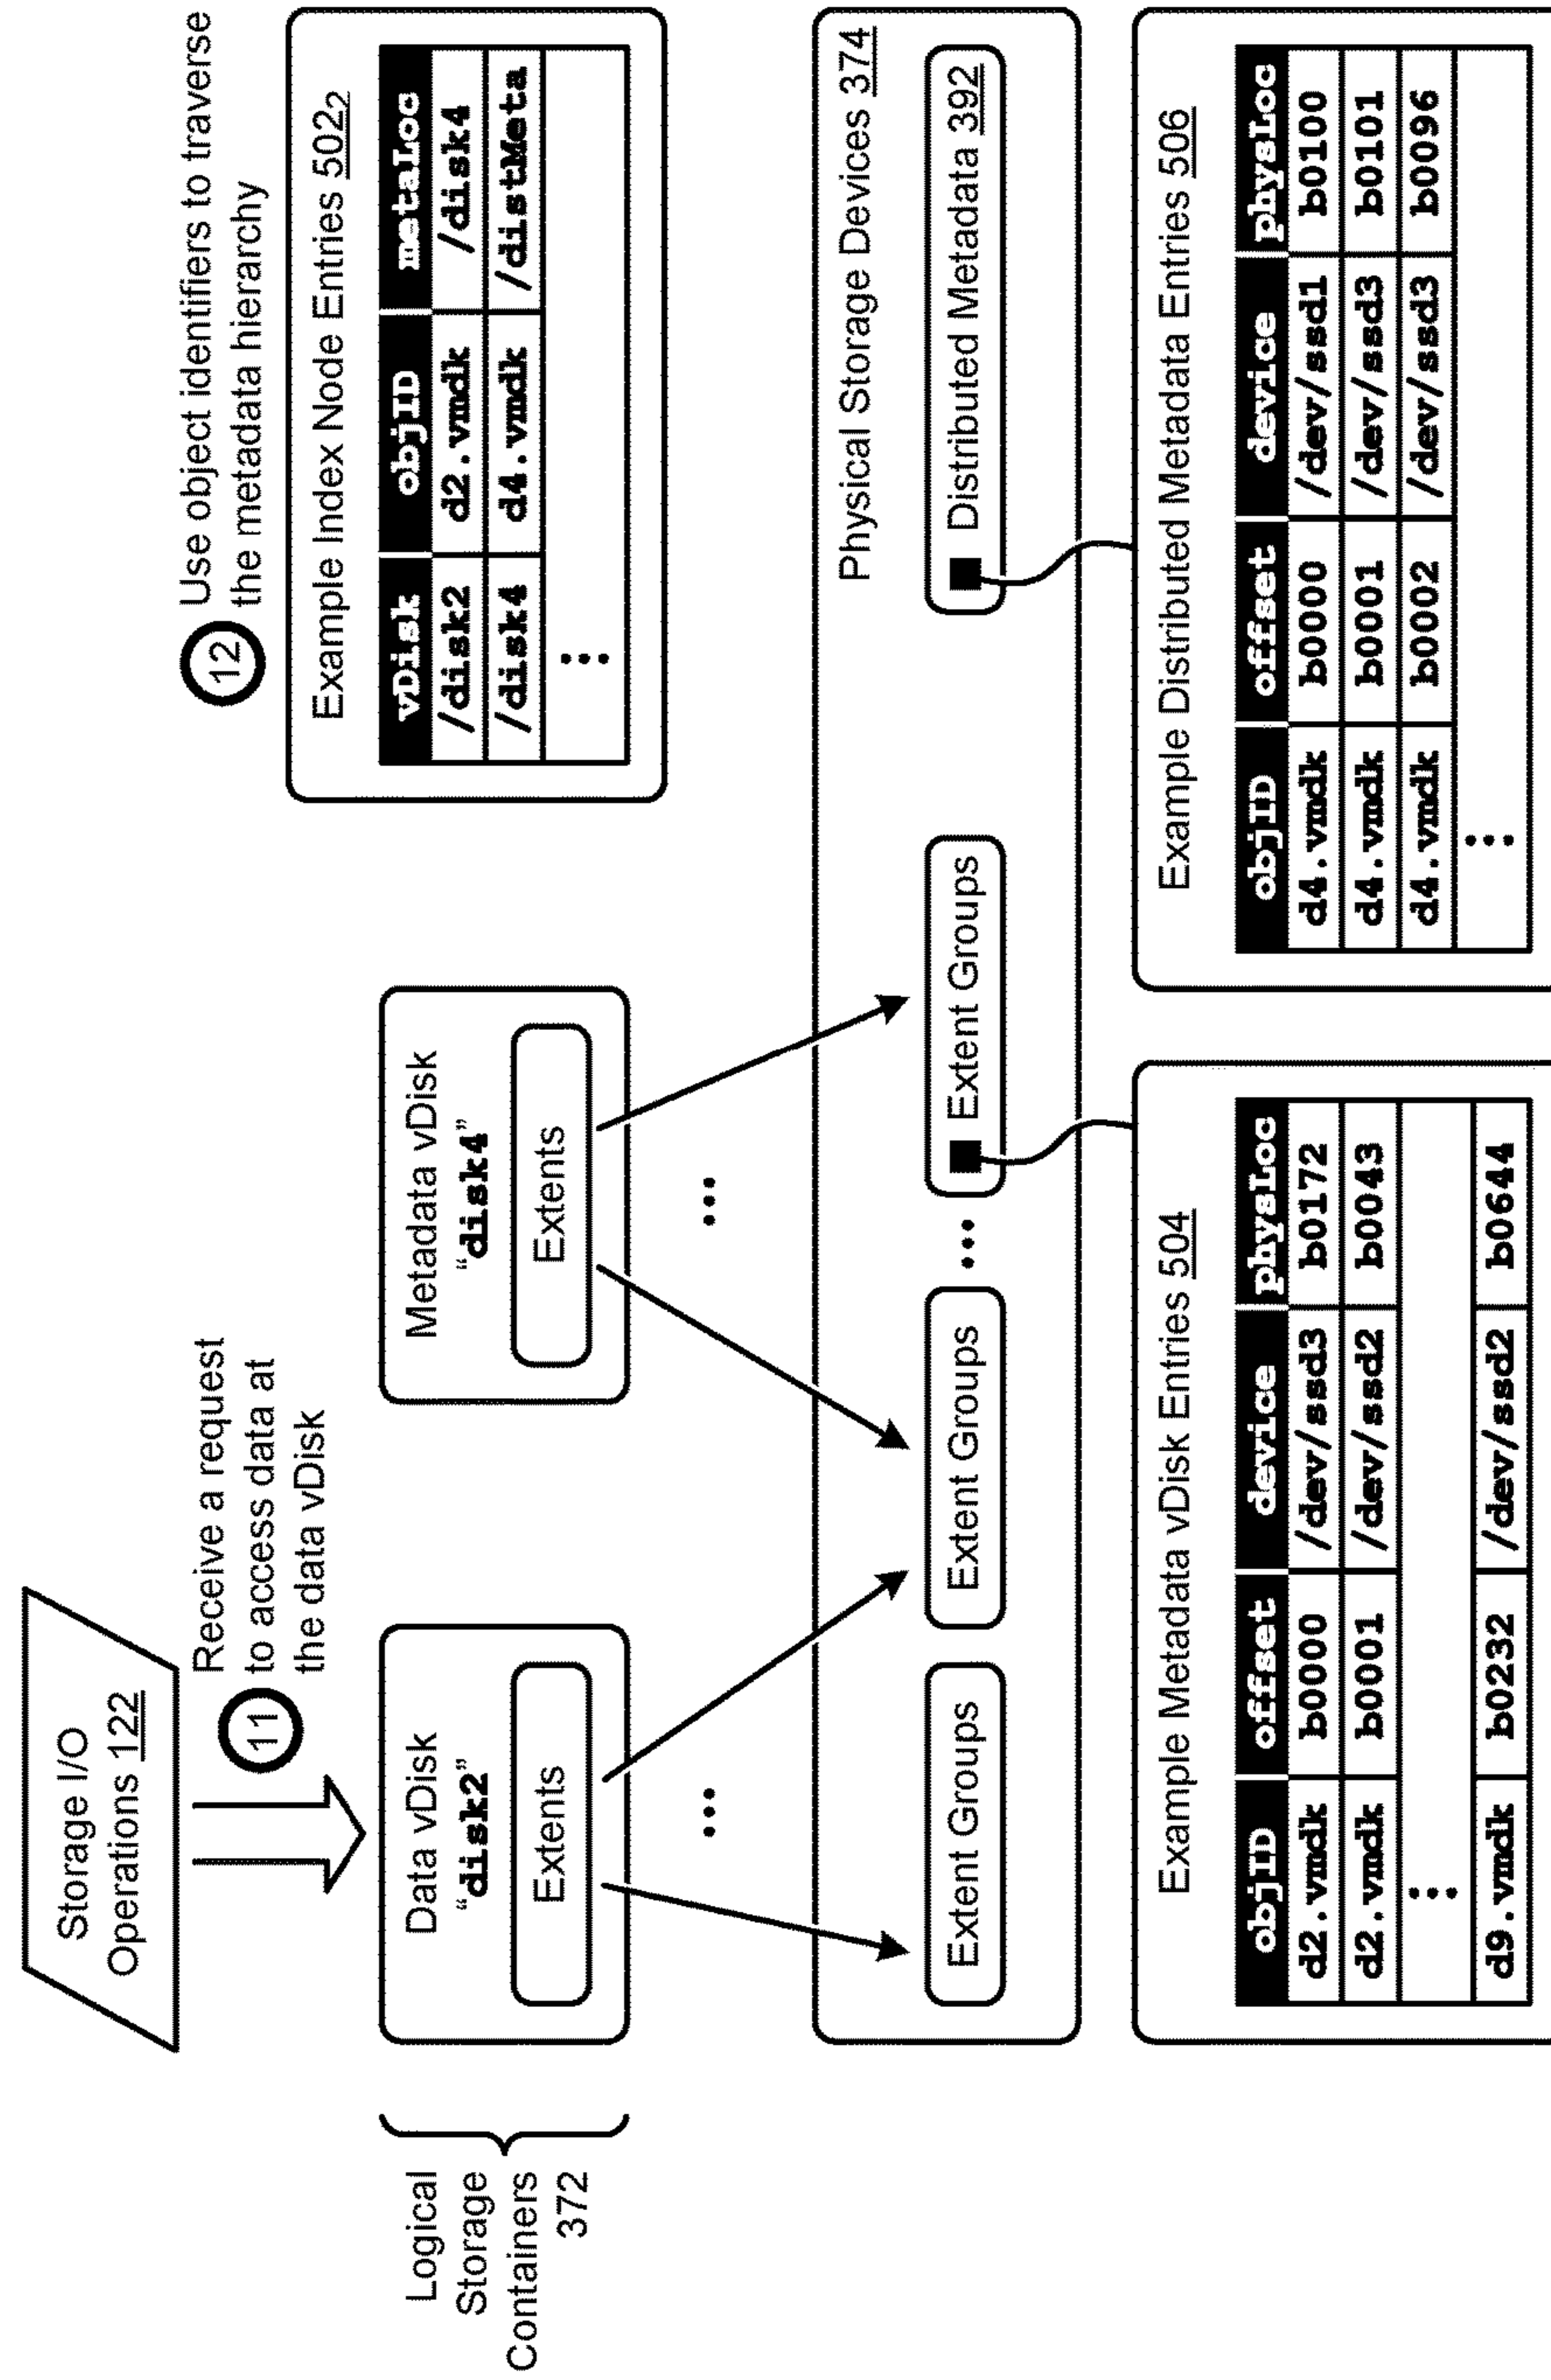 Storage I/O
Operations 122
11
Receive a request
to access data at
the data vDisk
12
Use object identifiers to traverse
the metadata hierarchy
Logical
Storage
Containers
372
Data vDisk
“disk2”
Extents
...
Metadata vDisk
“disk4”
Extents
...
Example Index Node Entries 502₂
vDisk objID metaLoc
/disk2 d2.vmdk /disk4
/disk4 d4.vmdk /distMeta
...
Physical Storage Devices 374
Extent Groups
Extent Groups
...
Extent Groups
Distributed Metadata 392
Example Metadata vDisk Entries 504
objID offset device physLoc
d2.vmdk b0000 /dev/ssd3 b0172
d2.vmdk b0001 /dev/ssd2 b0043
...
d9.vmdk b0232 /dev/ssd2 b0644
Example Distributed Metadata Entries 506
objID offset device physLoc
d4.vmdk b0000 /dev/ssd1 b0100
d4.vmdk b0001 /dev/ssd3 b0101
d4.vmdk b0002 /dev/ssd3 b0096
...